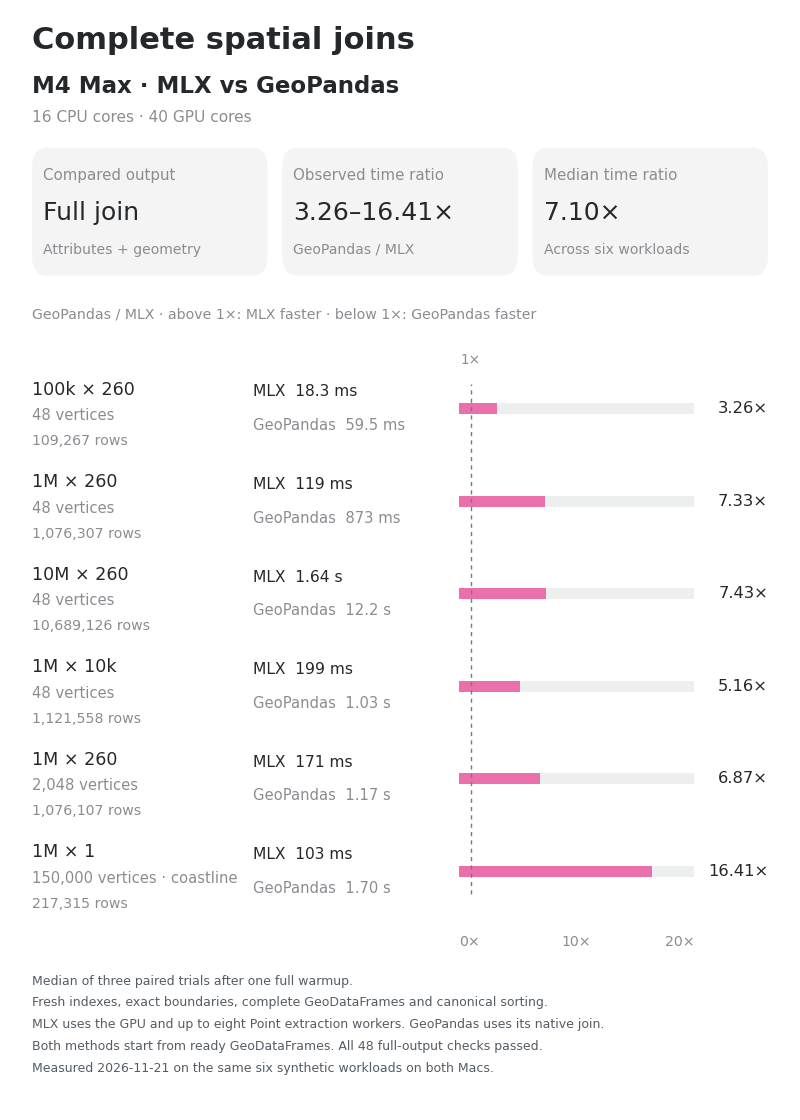 Complete spatial joins
M4 Max · MLX vs GeoPandas
16 CPU cores · 40 GPU cores
Compared output
Full join
Attributes + geometry
Observed time ratio
3.26–16.41×
GeoPandas / MLX
Median time ratio
7.10×
Across six workloads
GeoPandas / MLX · above 1×: MLX faster · below 1×: GeoPandas faster
1×
100k × 260
48 vertices
109,267 rows
MLX 18.3 ms
GeoPandas 59.5 ms
3.26×
1M × 260
48 vertices
1,076,307 rows
MLX 119 ms
GeoPandas 873 ms
7.33×
10M × 260
48 vertices
10,689,126 rows
MLX 1.64 s
GeoPandas 12.2 s
7.43×
1M × 10k
48 vertices
1,121,558 rows
MLX 199 ms
GeoPandas 1.03 s
5.16×
1M × 260
2,048 vertices
1,076,107 rows
MLX 171 ms
GeoPandas 1.17 s
6.87×
1M × 1
150,000 vertices · coastline
217,315 rows
MLX 103 ms
GeoPandas 1.70 s
16.41×
0× 10× 20×
Median of three paired trials after one full warmup.
Fresh indexes, exact boundaries, complete GeoDataFrames and canonical sorting.
MLX uses the GPU and up to eight Point extraction workers. GeoPandas uses its native join.
Both methods start from ready GeoDataFrames. All 48 full-output checks passed.
Measured 2026-11-21 on the same six synthetic workloads on both Macs.